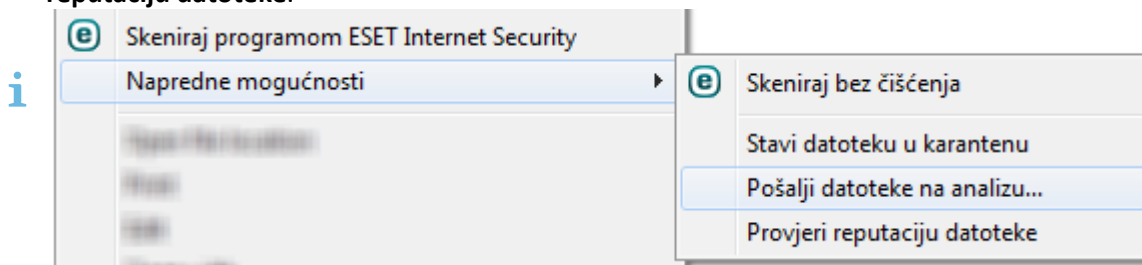 reputaciju datoteke.
Skeniraj programom ESET Internet Security
Napredne mogućnosti
Skeniraj bez čišćenja
Stavi datoteku u karantenu
Pošalji datoteke na analizu...
Provjeri reputaciju datoteke